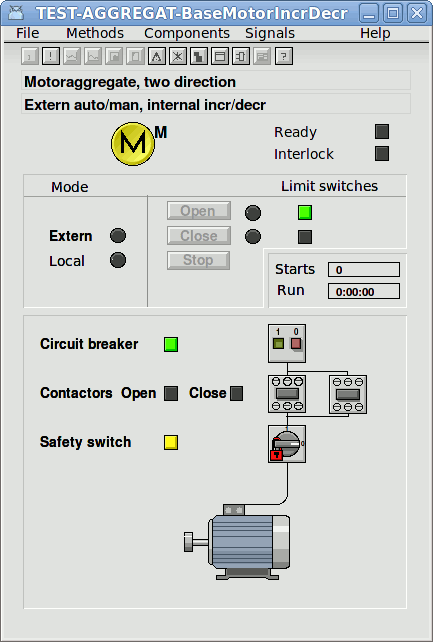 TEST-AGGREGAT-BaseMotorIncrDecr
File Methods Components Signals Help
Motoraggregate, two direction
Extern auto/man, internal incr/decr
M M
Ready
Interlock
Mode
Limit switches
Open
Extern Close
Local Stop
Starts 0
Run 0:00:00
1 0
Circuit breaker
Contactors Open Close
Safety switch
1
0